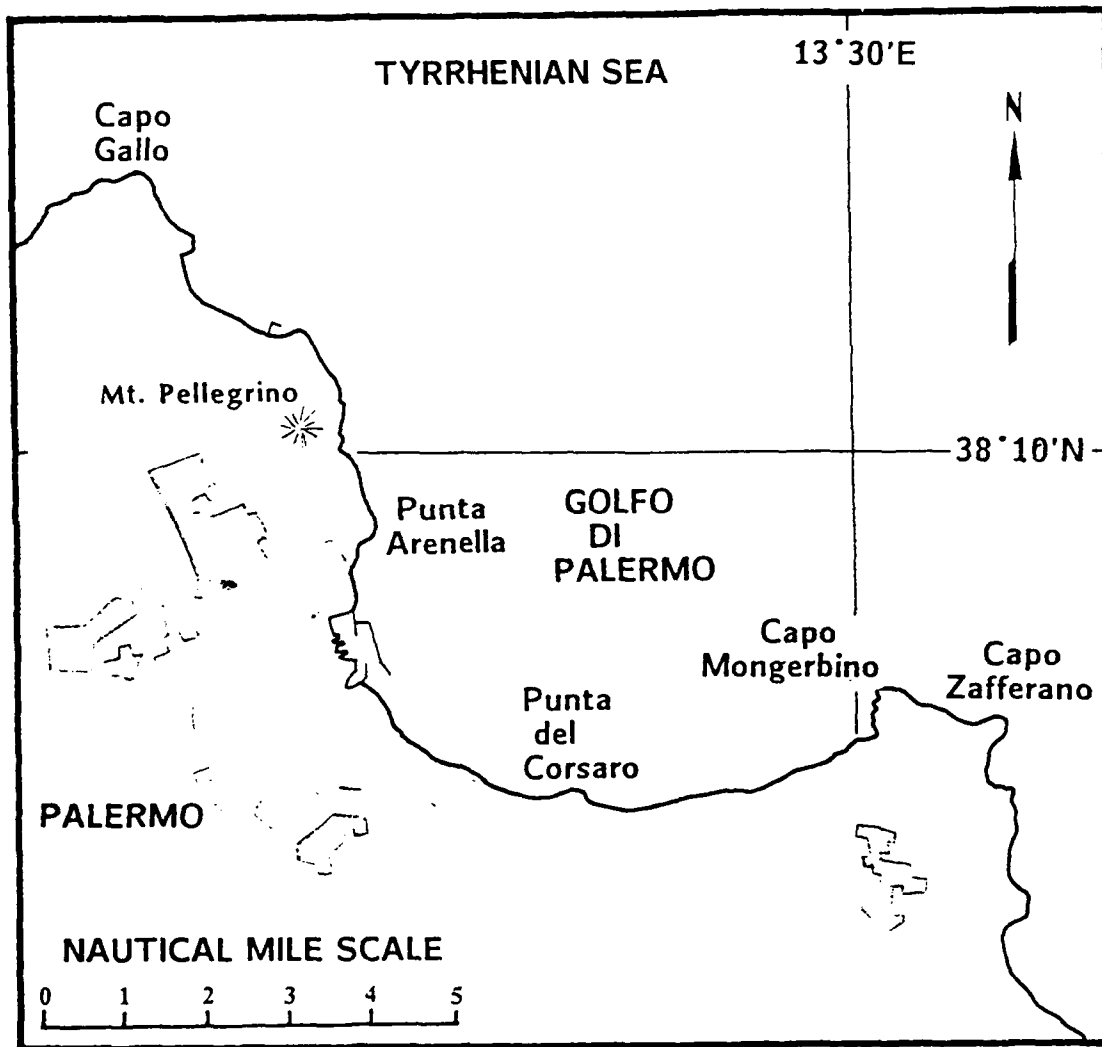 13°30'E
TYRRHENIAN SEA
N
Capo
Gallo
Mt. Pellegrino
38°10'N
Punta
Arenella
GOLFO
DI
PALERMO
Capo
Mongerbino
Capo
Zafferano
Punta
del
Corsaro
PALERMO
NAUTICAL MILE SCALE
0 1 2 3 4 5